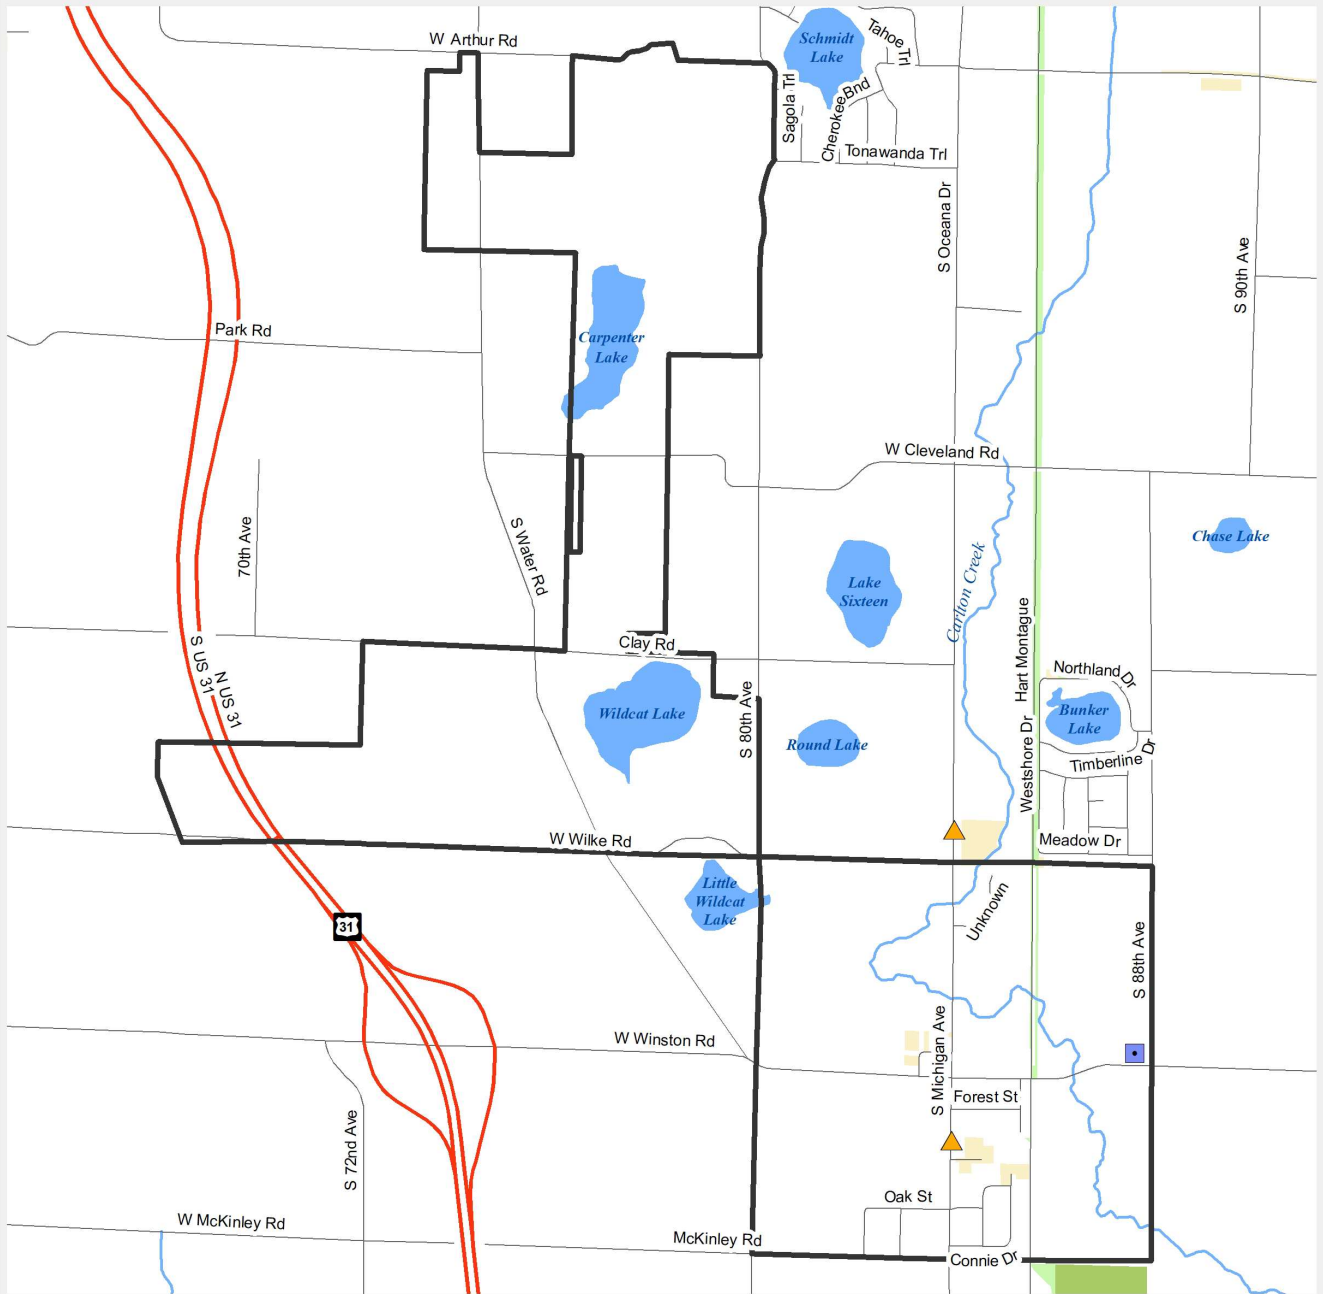 W Arthur Rd
Schmidt
Lake
Tahoe Trl
Sagola Trl
Cherokee Bnd
Tonawanda Trl
S Oceana Dr
S 90th Ave
Park Rd
Carpenter
Lake
W Cleveland Rd
70th Ave
S Water Rd
Chase Lake
Lake
Sixteen
Carlton Creek
Hart Montague
Clay Rd
S US 31
N US 31
Northland Dr
Wildcat Lake
S 80th Ave
Round Lake
Bunker
Lake
Westshore Dr
Timberline Dr
W Wilke Rd
Meadow Dr
Little
Wildcat
Lake
Unknown
31
S 88th Ave
W Winston Rd
S Michigan Ave
Forest St
S 72nd Ave
Oak St
W McKinley Rd
McKinley Rd
Connie Dr